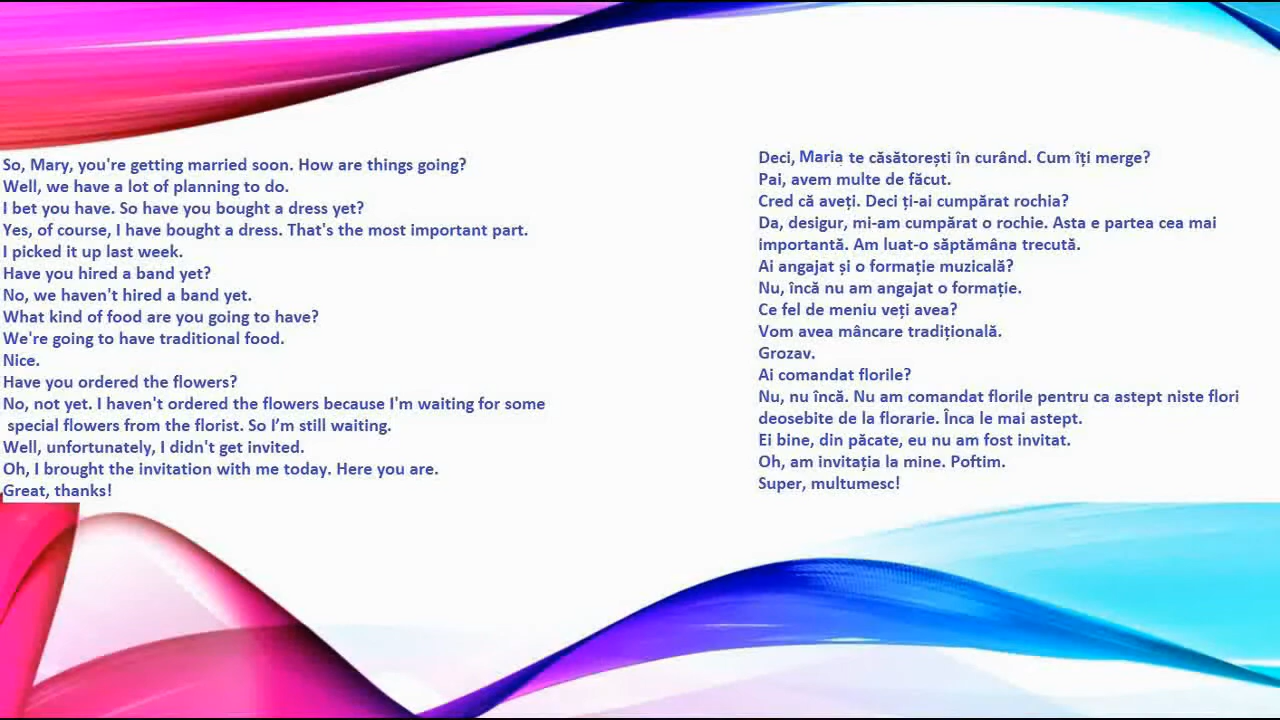 So, Mary, you're getting married soon. How are things going?
Well, we have a lot of planning to do.
I bet you have. So have you bought a dress yet?
Yes, of course, I have bought a dress. That's the most important part.
I picked it up last week.
Have you hired a band yet?
No, we haven't hired a band yet.
What kind of food are you going to have?
We're going to have traditional food.
Nice.
Have you ordered the flowers?
No, not yet. I haven't ordered the flowers because I'm waiting for some
special flowers from the florist. So I’m still waiting.
Well, unfortunately, I didn't get invited.
Oh, I brought the invitation with me today. Here you are.
Great, thanks!
Deci, Maria te căsătorești în curând. Cum îți merge?
Pai, avem multe de făcut.
Cred că aveți. Deci ți-ai cumpărat rochia?
Da, desigur, mi-am cumpărat o rochie. Asta e partea cea mai
importantă. Am luat-o săptămâna trecută.
Ai angajat și o formație muzicală?
Nu, încă nu am angajat o formație.
Ce fel de meniu veți avea?
Vom avea mâncare tradițională.
Grozav.
Ai comandat florile?
Nu, nu încă. Nu am comandat florile pentru ca astept niste flori
deosebite de la florarie. Înca le mai astept.
Ei bine, din păcate, eu nu am fost invitat.
Oh, am invitația la mine. Poftim.
Super, multumesc!